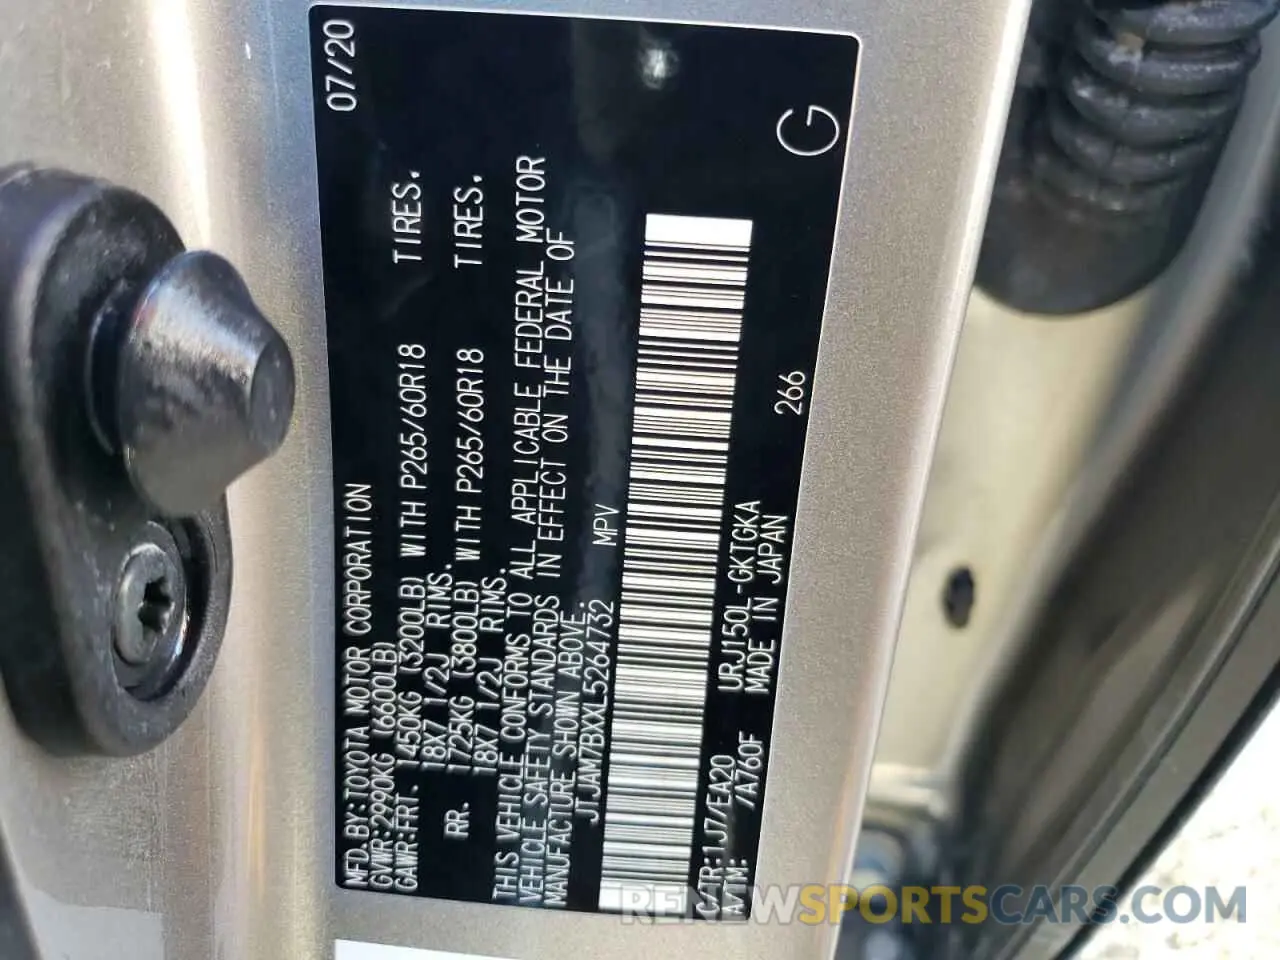 MFD.BY:TOYOTA MOTOR CORPORATION 07/20
GVWR:2990KG (6600LB)
GAWR:FRT. 1450KG (3200LB) WITH P265/60R18 TIRES.
18X7 1/2J RIMS.
RR. 1725KG (3800LB) WITH P265/60R18 TIRES.
18X7 1/2J RIMS.
THIS VEHICLE CONFORMS TO ALL APPLICABLE FEDERAL MOTOR
VEHICLE SAFETY STANDARDS IN EFFECT ON THE DATE OF
MANUFACTURE SHOWN ABOVE.
JTJAM7BXXL5264732 MPV
C/TR:1J7/EA20 URJ150L-GKTGKA
A/TM: /A760F MADE IN JAPAN
266
G
RENEWSPORTSCARS.COM